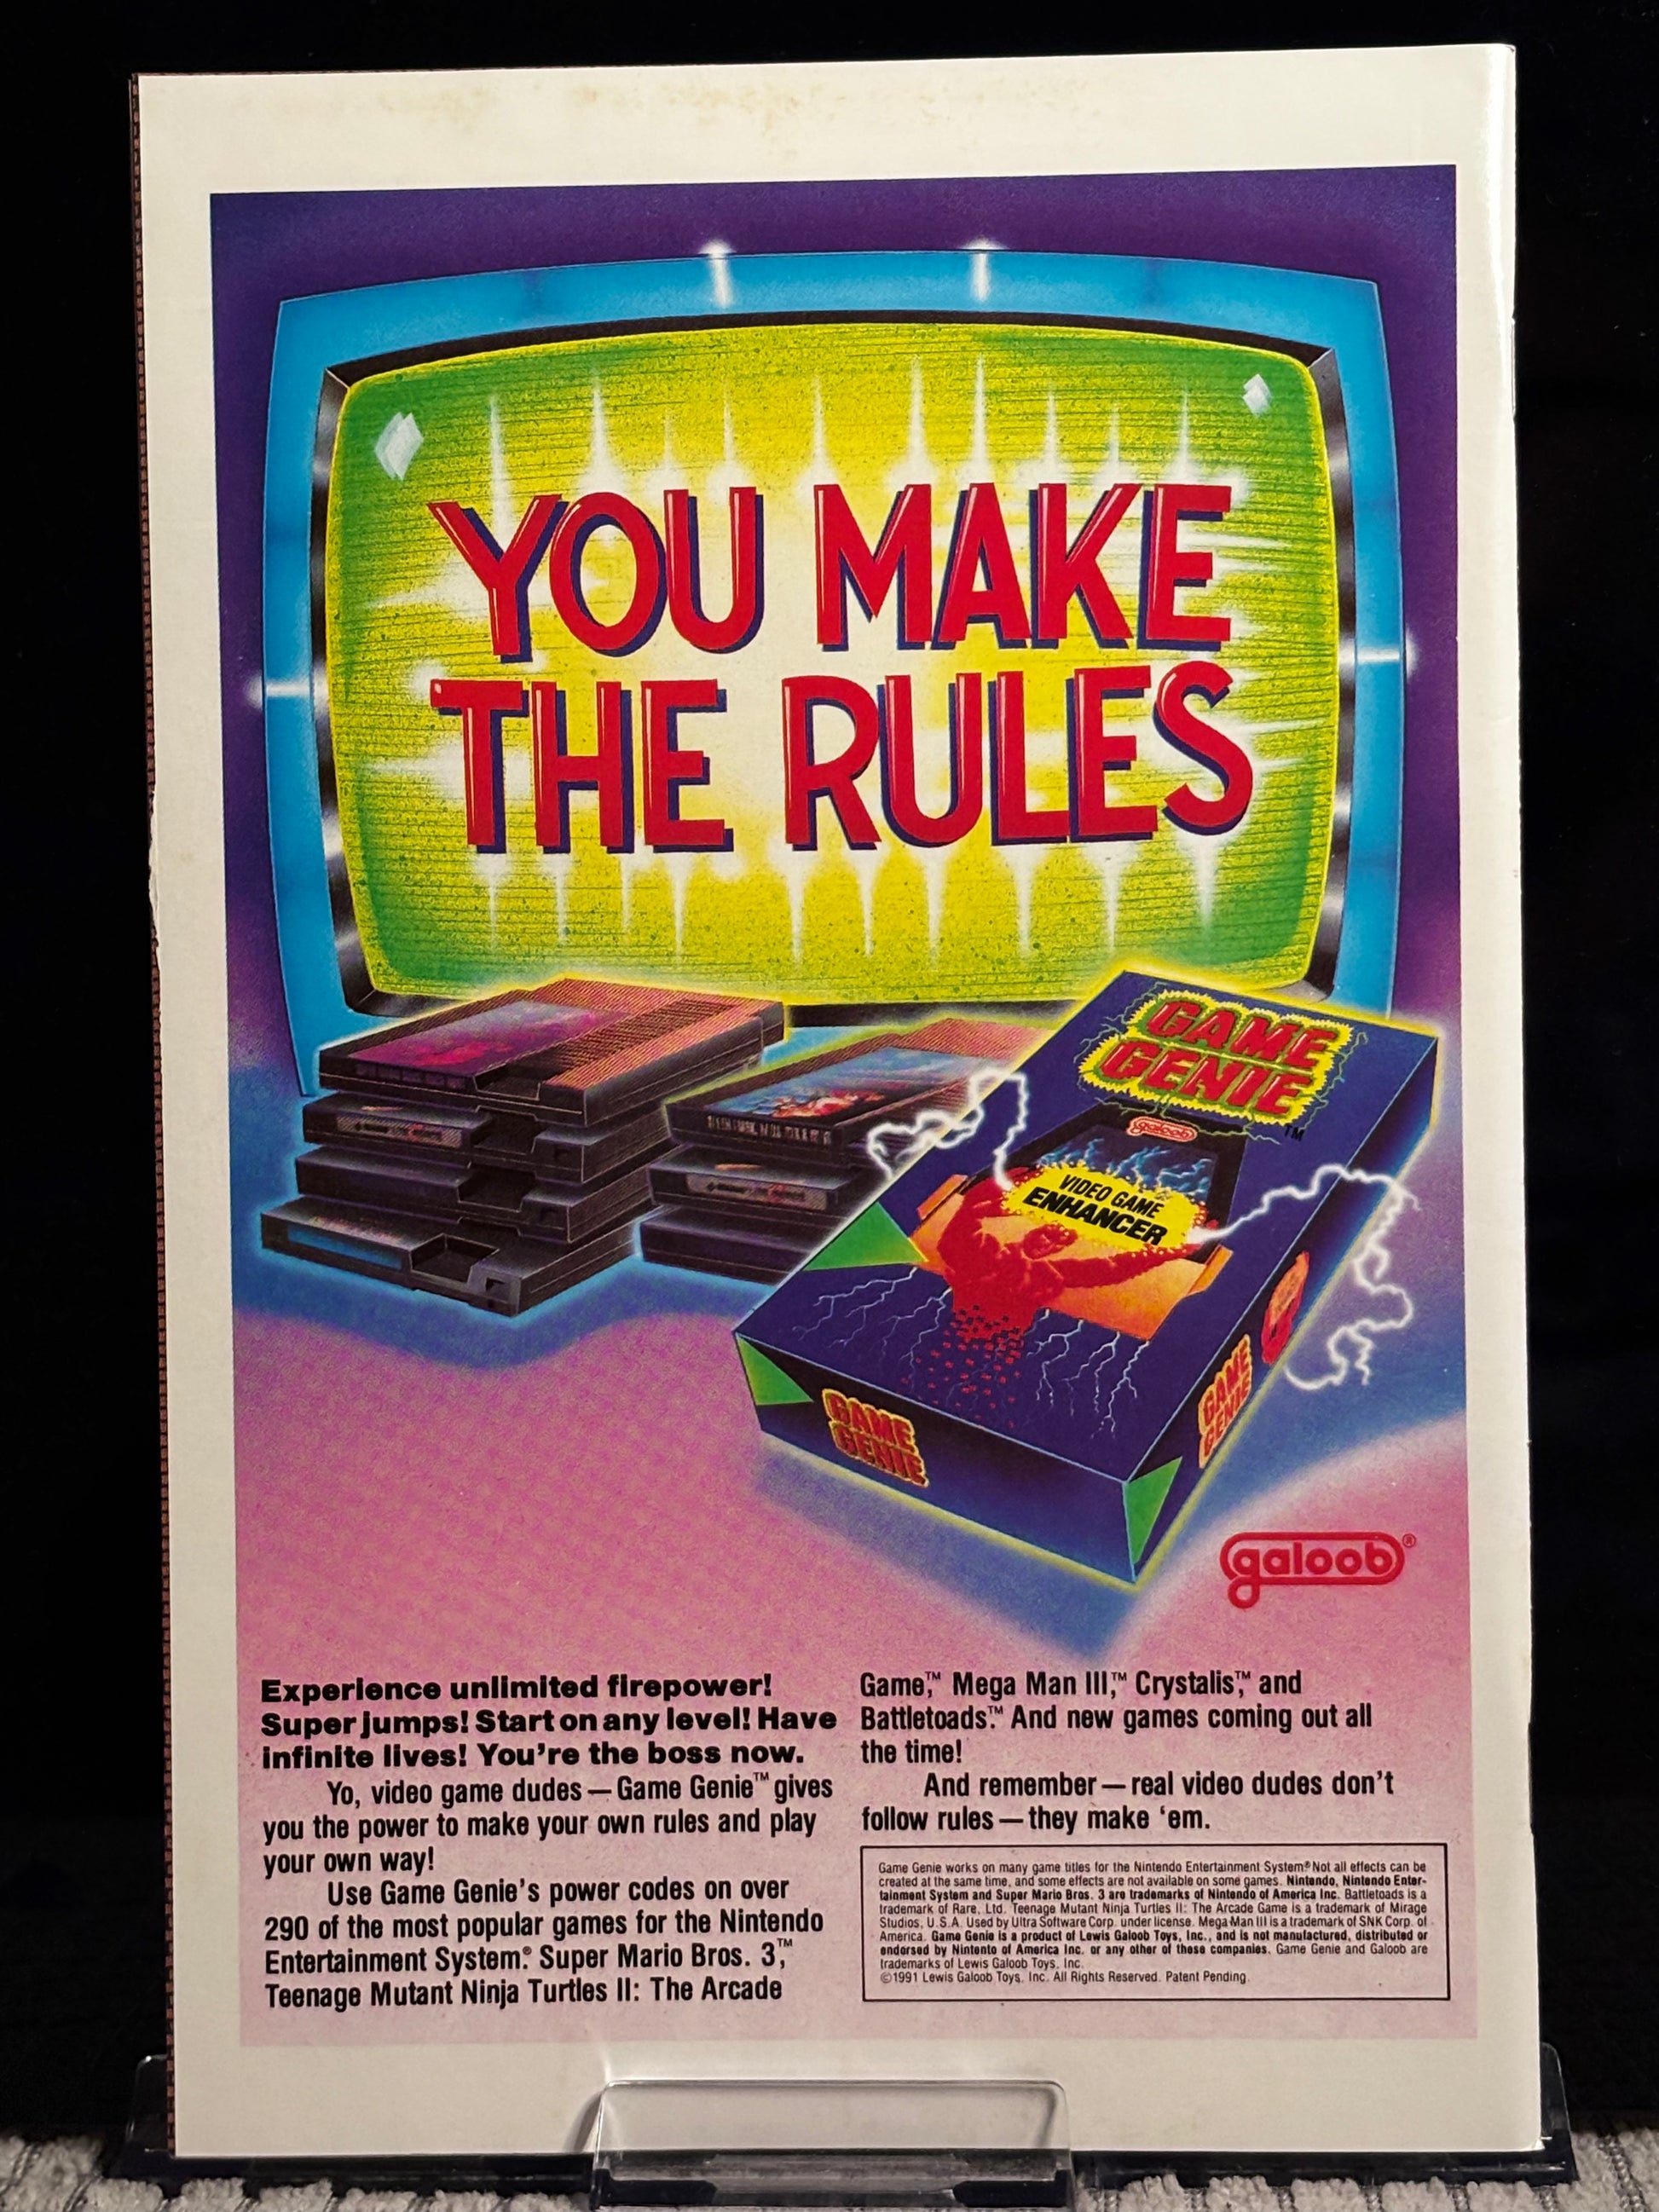 YOU MAKE
THE RULES
GAME
GENIE™
galoob
VIDEO GAME
ENHANCER
GAME
GENIE
GAME
GENIE
galoob®
Experience unlimited firepower!
Super jumps! Start on any level! Have
infinite lives! You're the boss now.
Yo, video game dudes — Game Genie™ gives
you the power to make your own rules and play
your own way!
Use Game Genie's power codes on over
290 of the most popular games for the Nintendo
Entertainment System.® Super Mario Bros. 3,™
Teenage Mutant Ninja Turtles II: The Arcade
Game,™ Mega Man III,™ Crystalis,™ and
Battletoads.™ And new games coming out all
the time!
And remember — real video dudes don't
follow rules — they make 'em.
Game Genie works on many game titles for the Nintendo Entertainment System.® Not all effects can be
created at the same time, and some effects are not available on some games. Nintendo, Nintendo Enter-
tainment System and Super Mario Bros. 3 are trademarks of Nintendo of America Inc. Battletoads is a
trademark of Rare, Ltd. Teenage Mutant Ninja Turtles II: The Arcade Game is a trademark of Mirage
Studios, U.S.A. Used by Ultra Software Corp. under license. Mega Man III is a trademark of SNK Corp. of
America. Game Genie is a product of Lewis Galoob Toys, Inc., and is not manufactured, distributed or
endorsed by Nintento of America Inc. or any other of these companies. Game Genie and Galoob are
trademarks of Lewis Galoob Toys, Inc.
©1991 Lewis Galoob Toys, Inc. All Rights Reserved. Patent Pending.